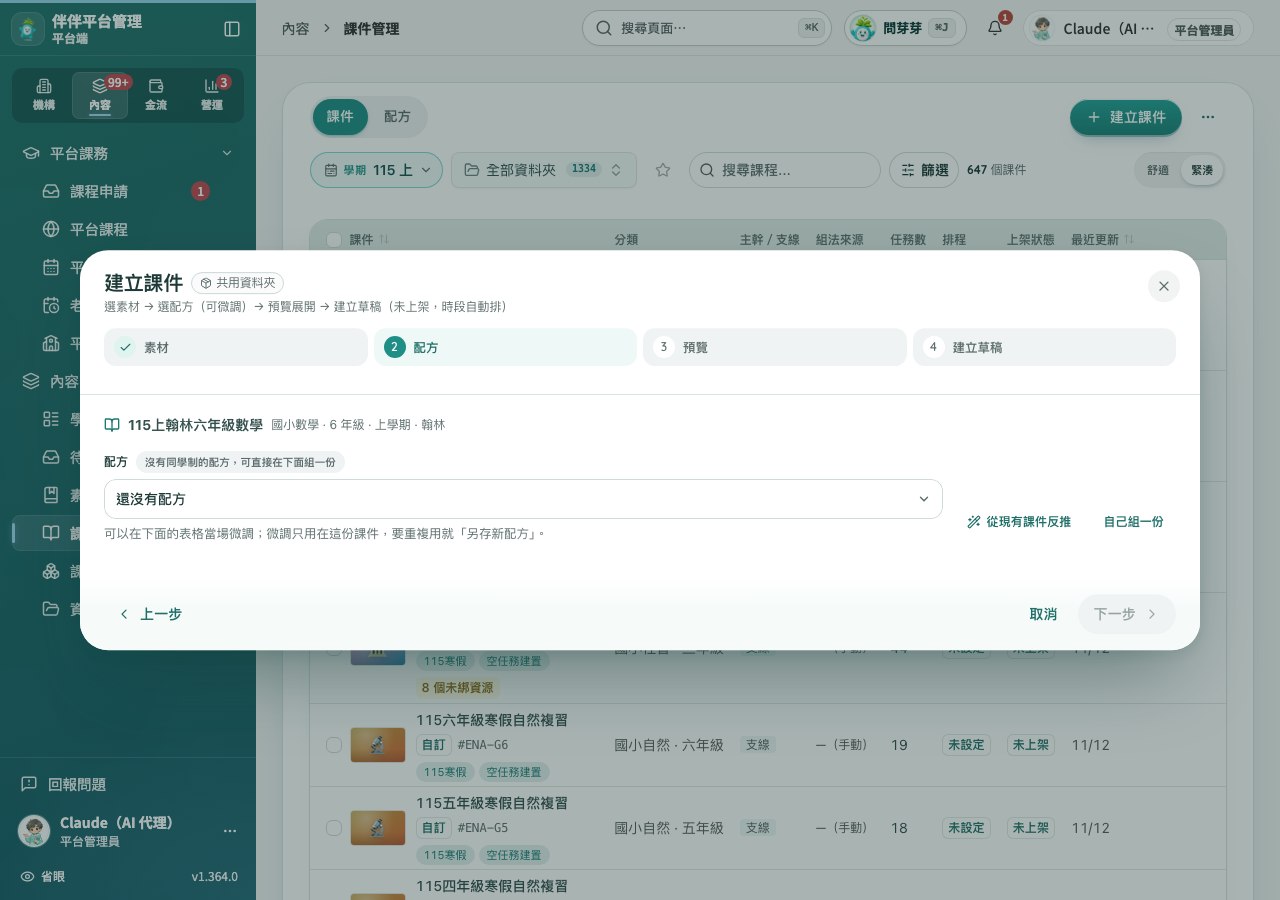 伴伴平台管理
平台端
內容 > 課件管理
搜尋頁面… ⌘K
問芽芽 ⌘J
1
Claude（AI … 平台管理員
機構
內容 99+
金流
營運 3
平台課務
課程申請 1
平台課程
平
老
平
內容
學
待
素
課
課
資
回報問題
Claude（AI 代理）
平台管理員
省眼 v1.364.0
課件 配方
建立課件
學期 115 上
全部資料夾 1334
搜尋課程...
篩選
647 個課件
舒適 緊湊
課件 分類 主幹 / 支線 組法來源 任務數 排程 上架狀態 最近更新
建立課件 共用資料夾
選素材 → 選配方（可微調）→ 預覽展開 → 建立草稿（未上架，時段自動排）
素材
2 配方
3 預覽
4 建立草稿
115上翰林六年級數學 國小數學 · 6 年級 · 上學期 · 翰林
配方 沒有同學制的配方，可直接在下面組一份
還沒有配方
從現有課件反推 自己組一份
可以在下面的表格當場微調；微調只用在這份課件，要重複用就「另存新配方」。
上一步 取消 下一步
115寒假 空任務建置
8 個未綁資源
115六年級寒假自然複習
自訂 #ENA-G6 國小自然 · 六年級 支線 —（手動） 19 未設定 未上架 11/12
115寒假 空任務建置
115五年級寒假自然複習
自訂 #ENA-G5 國小自然 · 五年級 支線 —（手動） 18 未設定 未上架 11/12
115寒假 空任務建置
115四年級寒假自然複習